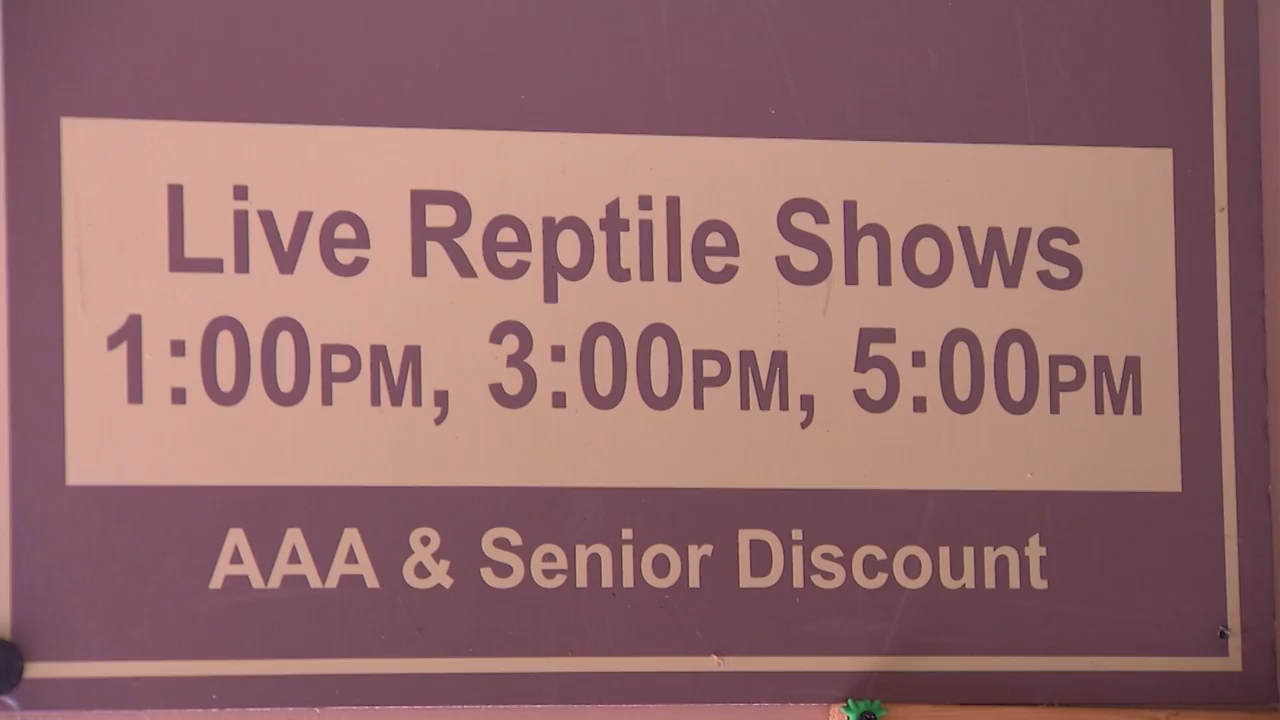 Live Reptile Shows
1:00PM, 3:00PM, 5:00PM
AAA & Senior Discount